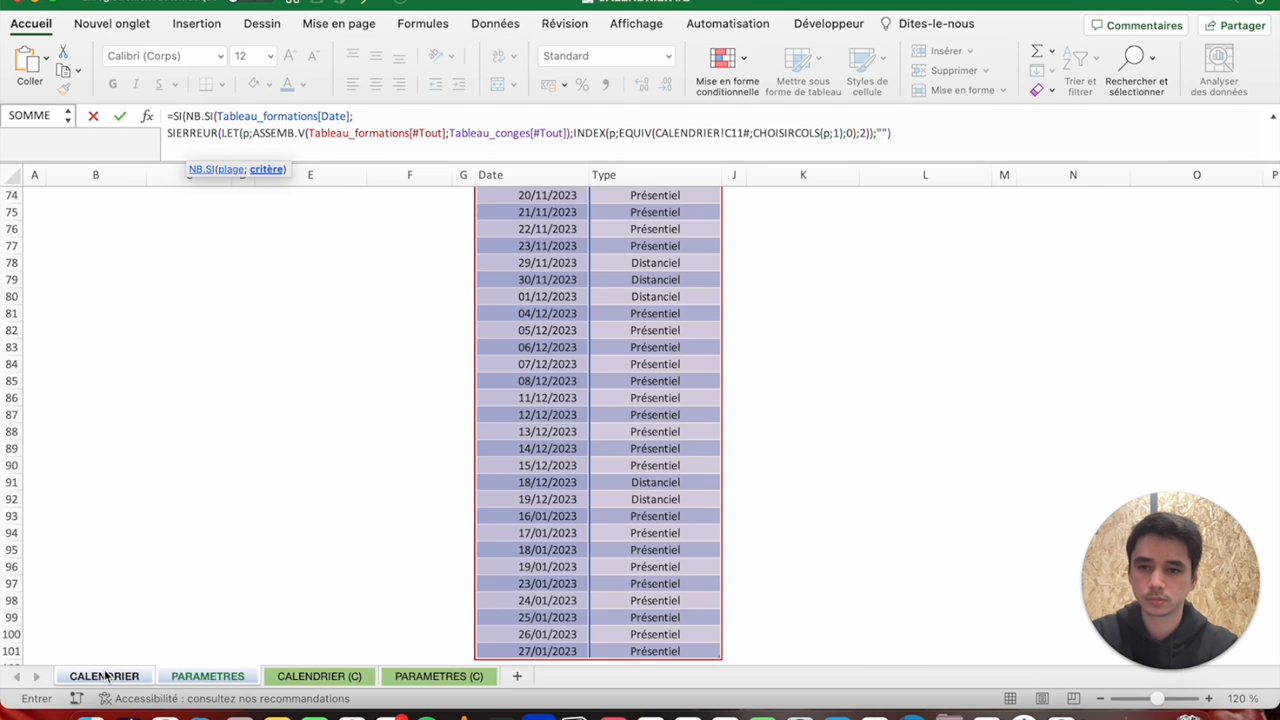 Accueil Nouvel onglet Insertion Dessin Mise en page Formules Données Révision Affichage Automatisation Développeur Dites-le-nous Commentaires Partager
Coller
Calibri (Corps) 12
G I S
Standard
Mise en forme conditionnelle
Mettre sous forme de tableau
Styles de cellule
Insérer
Supprimer
Mise en forme
Trier et filtrer
Rechercher et sélectionner
Analyser des données
SOMME fx =SI(NB.SI(Tableau_formations[Date];
SIERREUR(LET(p;ASSEMB.V(Tableau_formations[#Tout];Tableau_conges[#Tout]);INDEX(p;EQUIV(CALENDRIER!C11#;CHOISIRCOLS(p;1);0);2));"")
NB.SI(plage; critère)
A B E F G Date Type J K L M N O P
74 20/11/2023 Présentiel
75 21/11/2023 Présentiel
76 22/11/2023 Présentiel
77 23/11/2023 Présentiel
78 29/11/2023 Distanciel
79 30/11/2023 Distanciel
80 01/12/2023 Distanciel
81 04/12/2023 Présentiel
82 05/12/2023 Présentiel
83 06/12/2023 Présentiel
84 07/12/2023 Présentiel
85 08/12/2023 Présentiel
86 11/12/2023 Présentiel
87 12/12/2023 Présentiel
88 13/12/2023 Présentiel
89 14/12/2023 Présentiel
90 15/12/2023 Présentiel
91 18/12/2023 Distanciel
92 19/12/2023 Distanciel
93 16/01/2023 Présentiel
94 17/01/2023 Présentiel
95 18/01/2023 Présentiel
96 19/01/2023 Présentiel
97 23/01/2023 Présentiel
98 24/01/2023 Présentiel
99 25/01/2023 Présentiel
100 26/01/2023 Présentiel
101 27/01/2023 Présentiel
CALENDRIER PARAMETRES CALENDRIER (C) PARAMETRES (C) +
Entrer Accessibilité : consultez nos recommandations 120 %